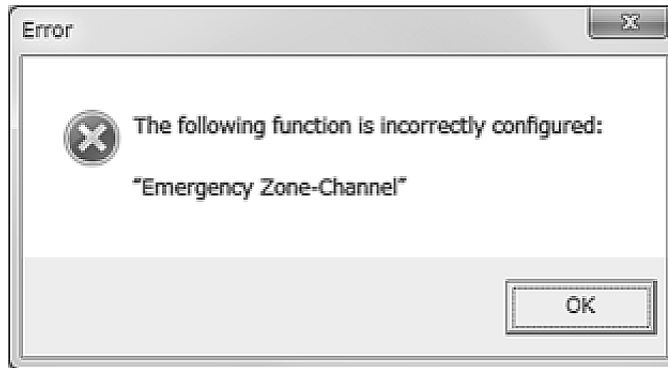 Error
The following function is incorrectly configured:
"Emergency Zone-Channel"
OK